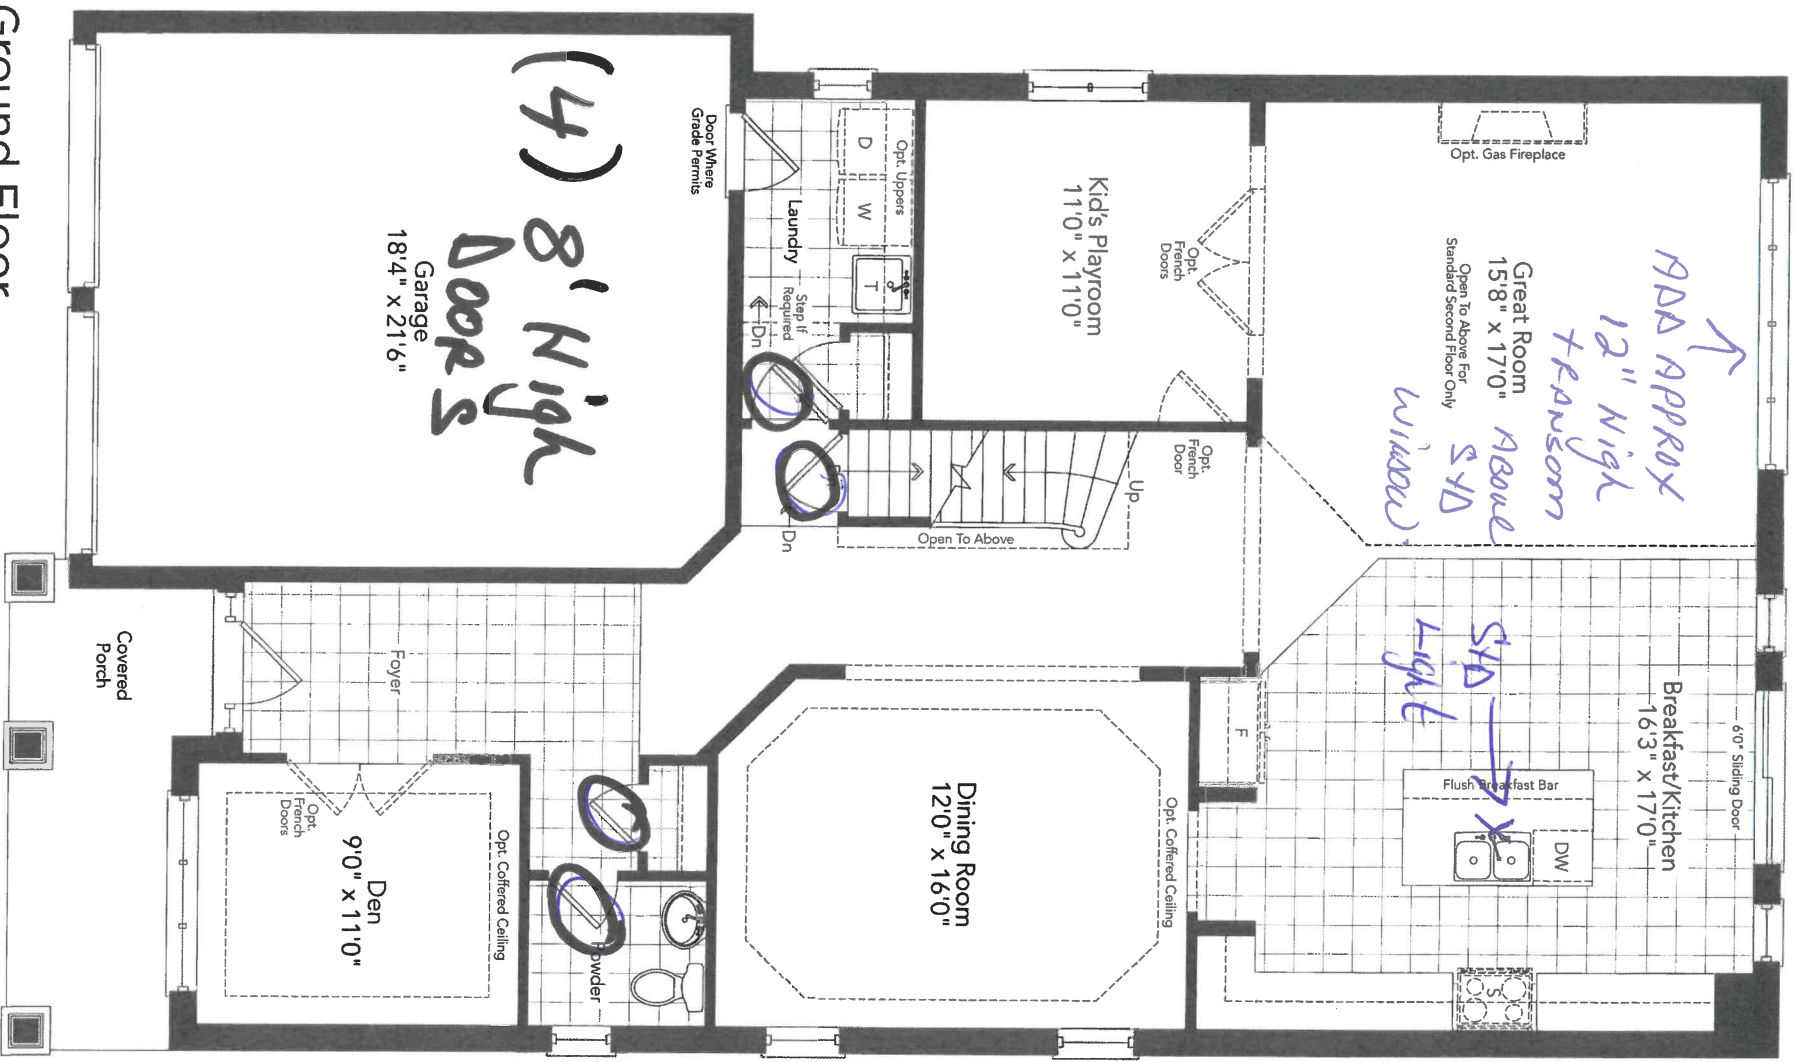 ADD APPROX
12" High
TRANSOM
ABOVE
STD
WINDOW.
Great Room
15'8" x 17'0"
Open To Above For
Standard Second Floor Only
Opt. Gas Fireplace
6'0" Sliding Door
Breakfast/Kitchen
16'3" x 17'0"
STD
Light
X
Flush Breakfast Bar
DW
S
F
Opt.
French
Doors
Kid's Playroom
11'0" x 11'0"
Opt.
French
Door
Up
Open To Above
Dn
Opt. Coffered Ceiling
Dining Room
12'0" x 16'0"
Opt. Uppers
D
W
T
Laundry
Step If
Required
Dn
Door Where
Grade Permits
(4) 8' High
DOORS
Garage
18'4" x 21'6"
Powder
Foyer
Opt. Coffered Ceiling
Den
9'0" x 11'0"
Opt.
French
Doors
Covered
Porch
Ground Floor